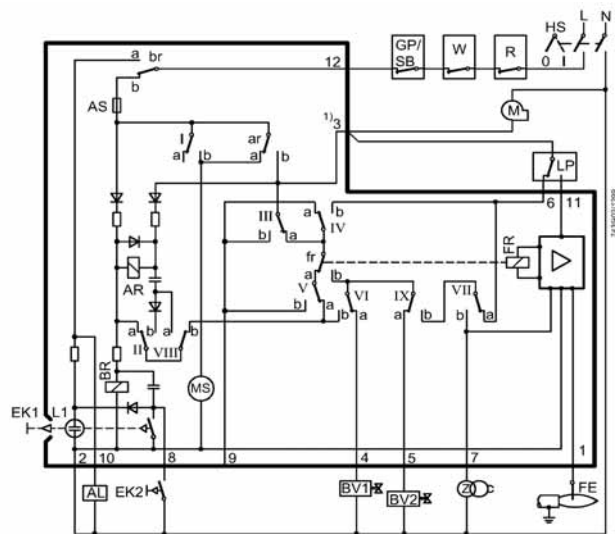 HS L N
a br
b
12
GP/
SB
W
R
0 I
AS
M
1) 3
I
ar
a b a b
LP
6 11
a b
III
IV
b a
fr
FR
a b
AR
V
VI
IX
VII
b a
b a
a b
b a
a b a b
II VIII
BR
MS
EK1 L1
2 10 8 9 4 5 7 1
AL
EK2
BV1
BV2
Z
FE